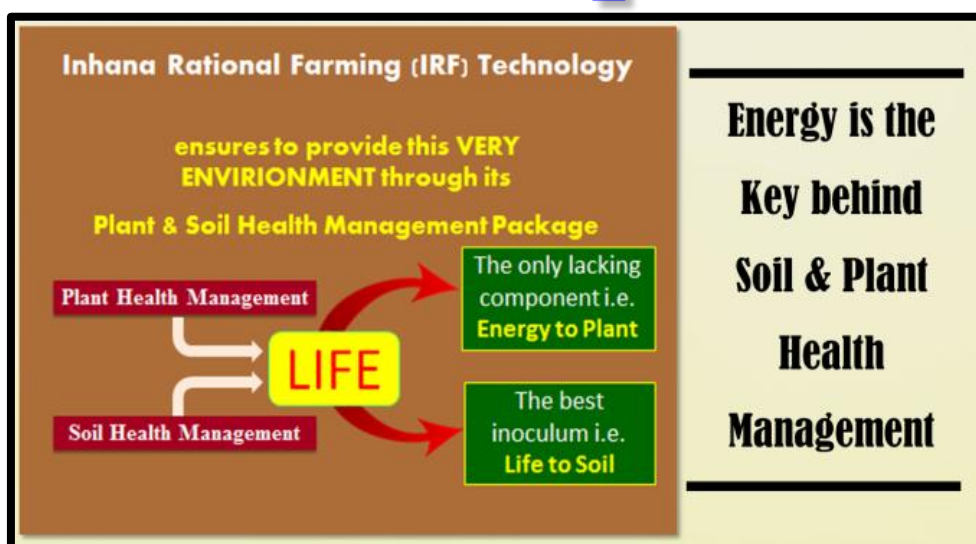 Inhana Rational Farming (IRF) Technology
ensures to provide this VERY
ENVIRIONMENT through its
Plant & Soil Health Management Package
Plant Health Management
Soil Health Management
LIFE
The only lacking
component i.e.
Energy to Plant
The best
inoculum i.e.
Life to Soil
Energy is the
Key behind
Soil & Plant
Health
Management